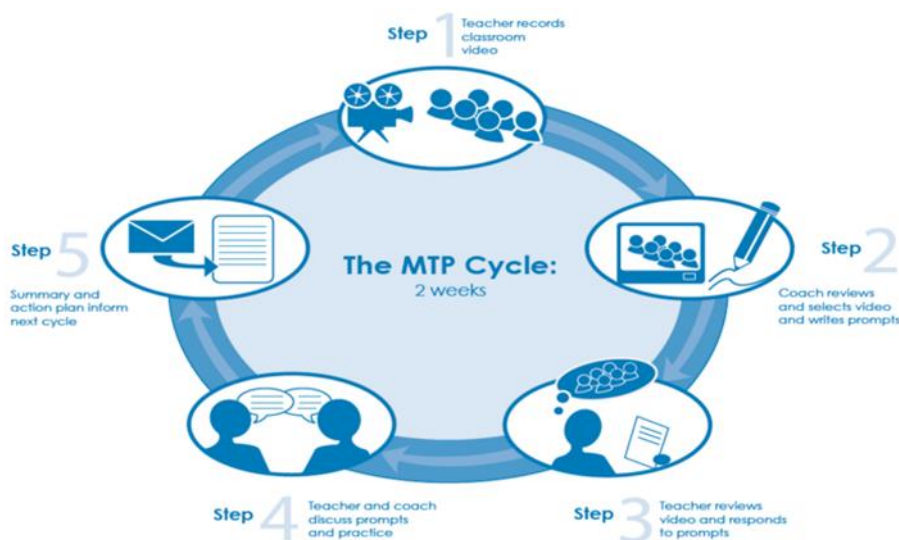 Step 1
Teacher records
classroom
video
The MTP Cycle:
2 weeks
Step 2
Coach reviews
and selects video
and writes prompts
Step 3
Teacher reviews
video and responds
to prompts
Step 4
Teacher and coach
discuss prompts
and practice
Step 5
Summary and
action plan inform
next cycle